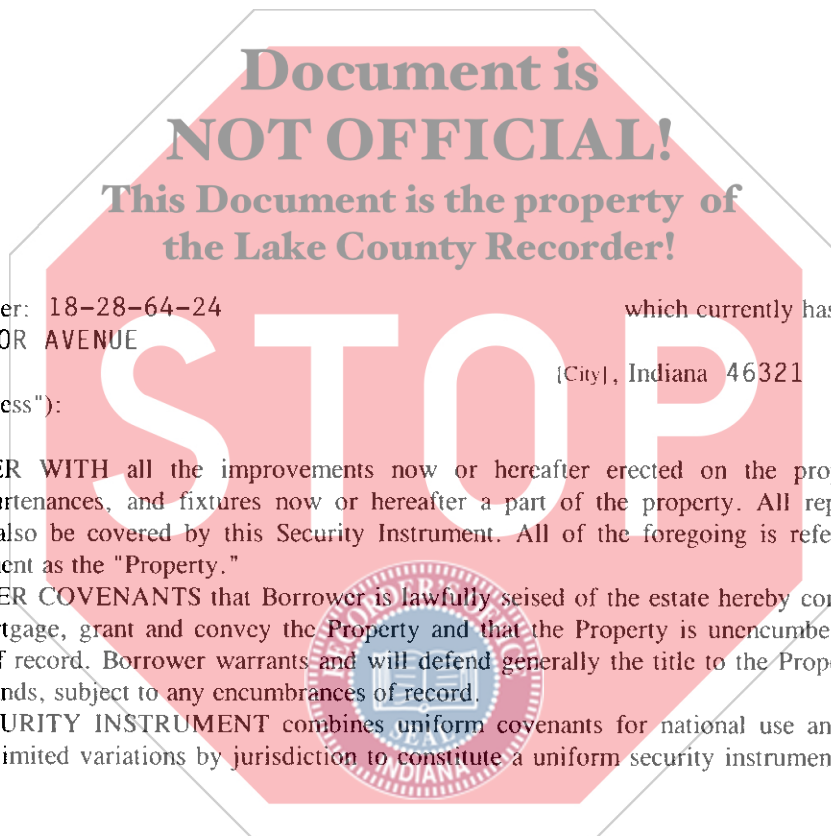 Document is
NOT OFFICIAL!
This Document is the property of
the Lake County Recorder!
er: 18-28-64-24 which currently has
OR AVENUE
[City], Indiana 46321
ess"):
STOP
ER WITH all the improvements now or hereafter erected on the prop
rtenances, and fixtures now or hereafter a part of the property. All rep
also be covered by this Security Instrument. All of the foregoing is refe
ent as the "Property."
ER COVENANTS that Borrower is lawfully seised of the estate hereby con
rtgage, grant and convey the Property and that the Property is unencumbe
f record. Borrower warrants and will defend generally the title to the Prope
nds, subject to any encumbrances of record.
URITY INSTRUMENT combines uniform covenants for national use an
imited variations by jurisdiction to constitute a uniform security instrumen
RECORDER'S OFFICE
SEAL
INDIANA